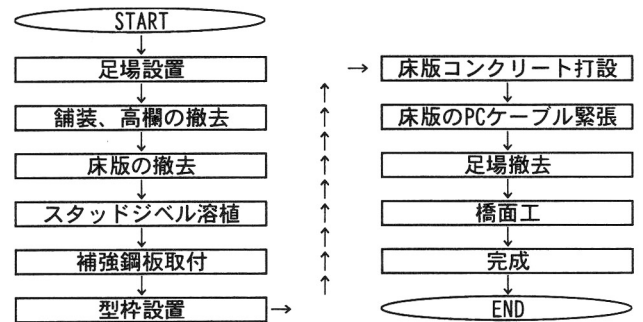 START
足場設置
舗装、高欄の撤去
床版の撤去
スタッドジベル溶植
補強鋼板取付
型枠設置
床版コンクリート打設
床版のPCケーブル緊張
足場撤去
橋面工
完成
END